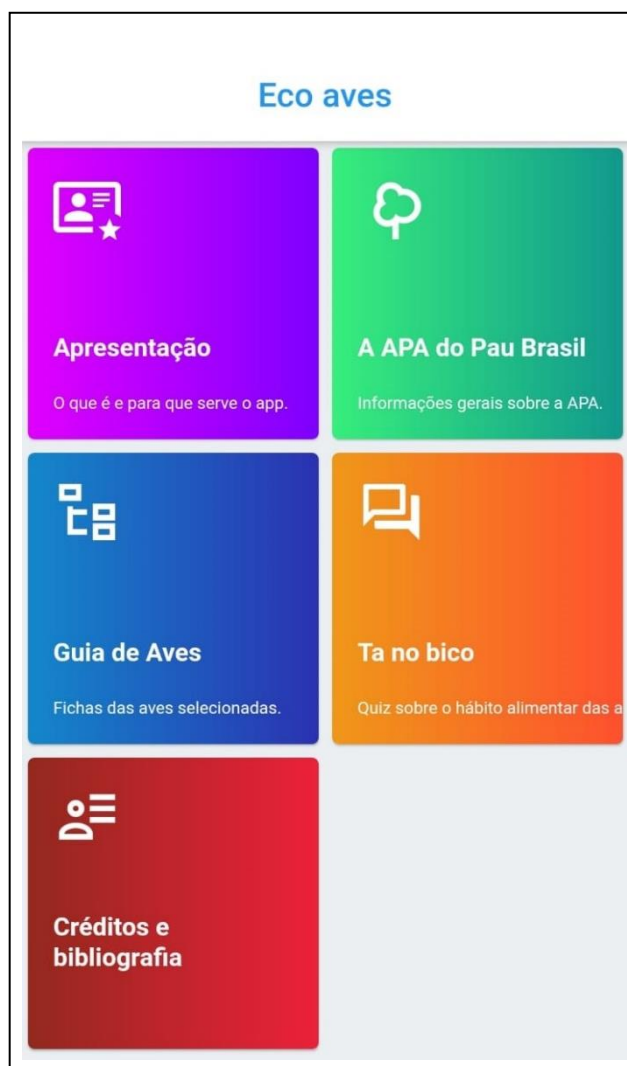 Eco aves
Apresentação
O que é e para que serve o app.
A APA do Pau Brasil
Informações gerais sobre a APA.
Guia de Aves
Fichas das aves selecionadas.
Ta no bico
Quiz sobre o hábito alimentar das a
Créditos e
bibliografia